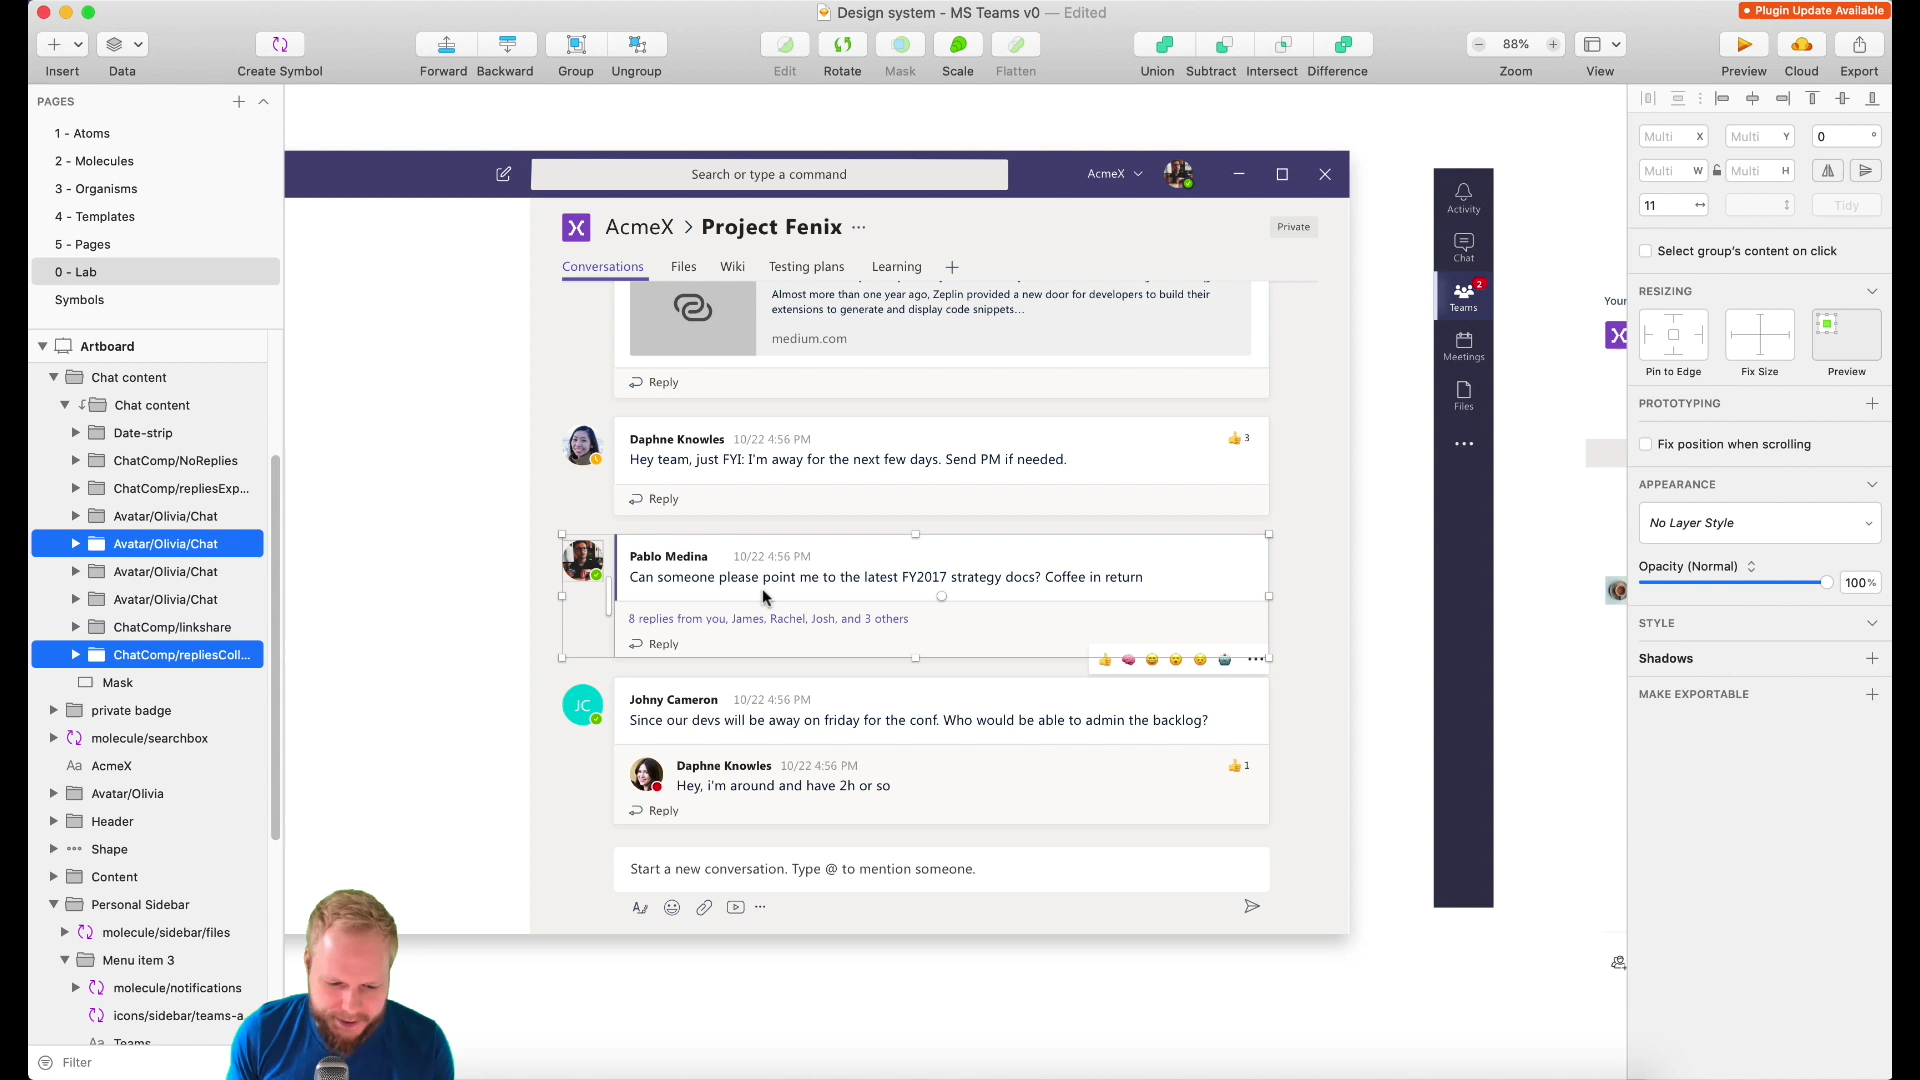 Design system - MS Teams v0 — Edited
Plugin Update Available
Insert
Data
Create Symbol
Forward
Backward
Group
Ungroup
Edit
Rotate
Mask
Scale
Flatten
Union
Subtract
Intersect
Difference
88%
Zoom
View
Preview
Cloud
Export
PAGES
1 - Atoms
2 - Molecules
3 - Organisms
4 - Templates
5 - Pages
0 - Lab
Symbols
Artboard
Chat content
Chat content
Date-strip
ChatComp/NoReplies
ChatComp/repliesExp...
Avatar/Olivia/Chat
Avatar/Olivia/Chat
Avatar/Olivia/Chat
Avatar/Olivia/Chat
ChatComp/linkshare
ChatComp/repliesColl...
Mask
private badge
molecule/searchbox
Aa AcmeX
Avatar/Olivia
Header
Shape
Content
Personal Sidebar
molecule/sidebar/files
Menu item 3
molecule/notifications
icons/sidebar/teams-a
Aa Teams
Filter
Search or type a command
AcmeX
AcmeX > Project Fenix ...
Private
Conversations
Files
Wiki
Testing plans
Learning
Almost more than one year ago, Zeplin provided a new door for developers to build their
extensions to generate and display code snippets...
medium.com
Reply
Daphne Knowles 10/22 4:56 PM
3
Hey team, just FYI: I'm away for the next few days. Send PM if needed.
Reply
Pablo Medina 10/22 4:56 PM
Can someone please point me to the latest FY2017 strategy docs? Coffee in return
8 replies from you, James, Rachel, Josh, and 3 others
Reply
JC
Johny Cameron 10/22 4:56 PM
Since our devs will be away on friday for the conf. Who would be able to admin the backlog?
Daphne Knowles 10/22 4:56 PM
1
Hey, i'm around and have 2h or so
Reply
Start a new conversation. Type @ to mention someone.
Activity
Chat
2
Teams
Meetings
Files
Your
Multi X
Multi Y
0 °
Multi W
Multi H
11
Tidy
Select group's content on click
RESIZING
Pin to Edge
Fix Size
Preview
PROTOTYPING
Fix position when scrolling
APPEARANCE
No Layer Style
Opacity (Normal)
100%
STYLE
Shadows
MAKE EXPORTABLE